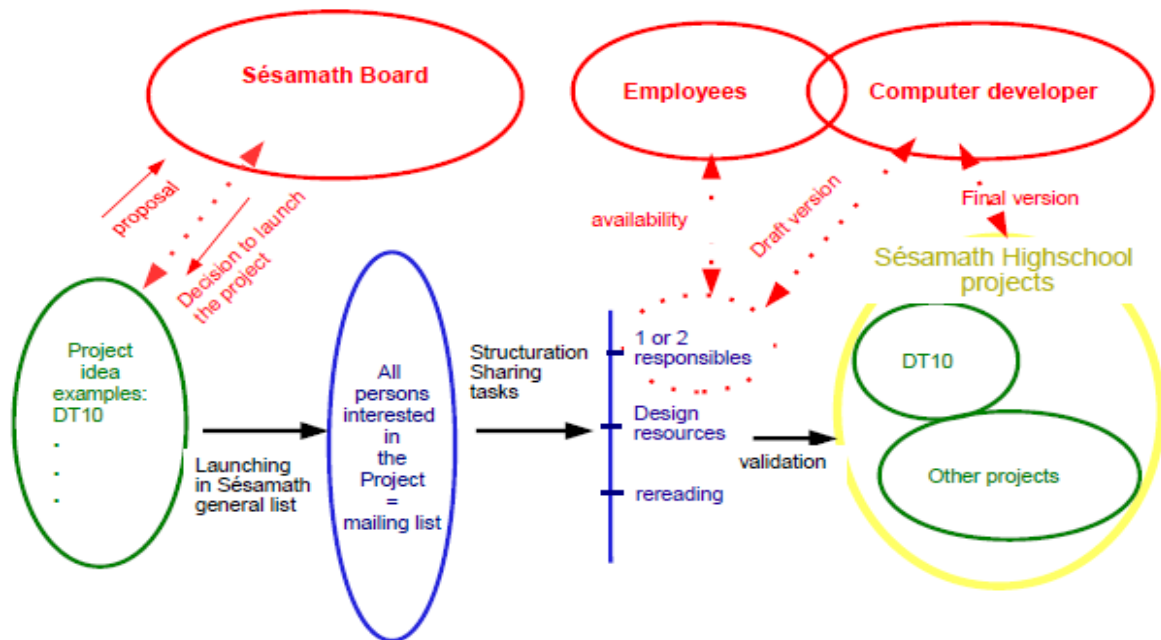 Sésamath Board
Employees
Computer developer
proposal
Decision to launch
the project
availability
Draft version
Final version
Sésamath Highschool
projects
Project
idea
examples:
DT10
.
.
.
Launching
in Sésamath
general list
All
persons
interested
in
the
Project
=
mailing list
Structuration
Sharing
tasks
1 or 2
responsibles
Design
resources
rereading
validation
DT10
Other projects